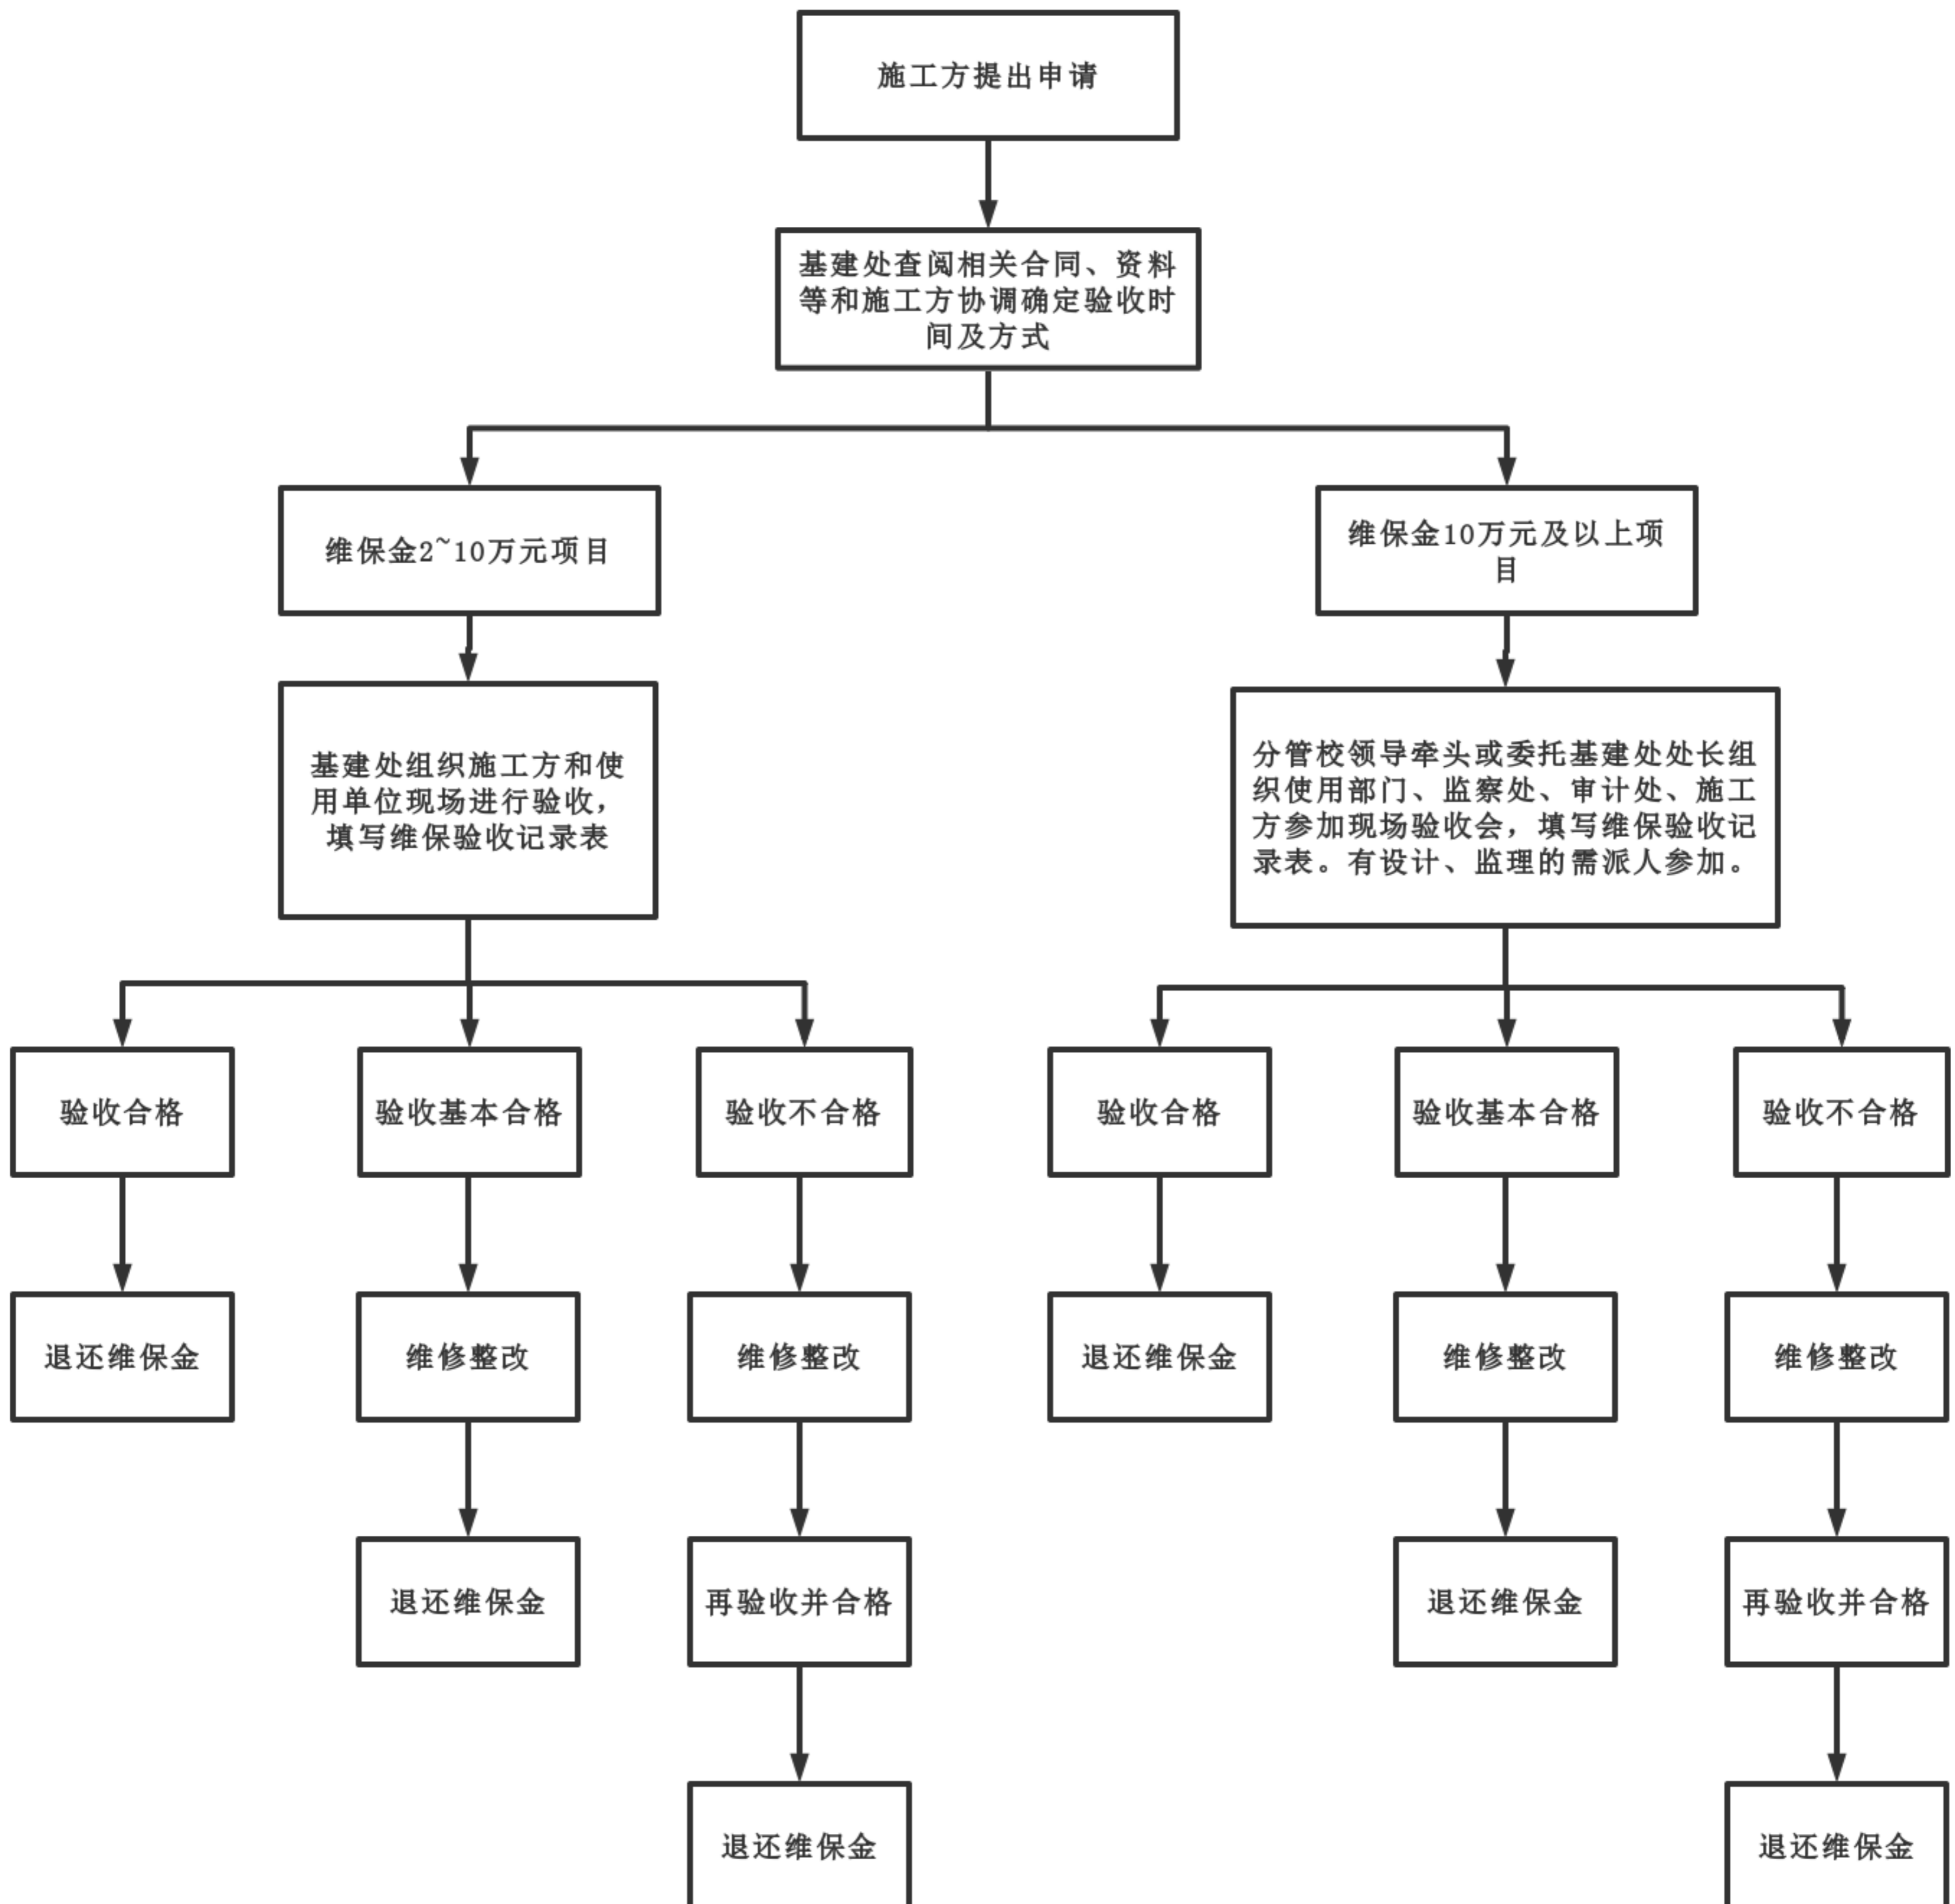 施工方提出申请
基建处查阅相关合同、资料
等和施工方协调确定验收时
间及方式
维保金2~10万元项目
维保金10万元及以上项
目
基建处组织施工方和使
用单位现场进行验收，
填写维保验收记录表
分管校领导牵头或委托基建处处长组
织使用部门、监察处、审计处、施工
方参加现场验收会，填写维保验收记
录表。有设计、监理的需派人参加。
验收合格
验收基本合格
验收不合格
验收合格
验收基本合格
验收不合格
退还维保金
维修整改
维修整改
退还维保金
维修整改
维修整改
退还维保金
再验收并合格
退还维保金
再验收并合格
退还维保金
退还维保金